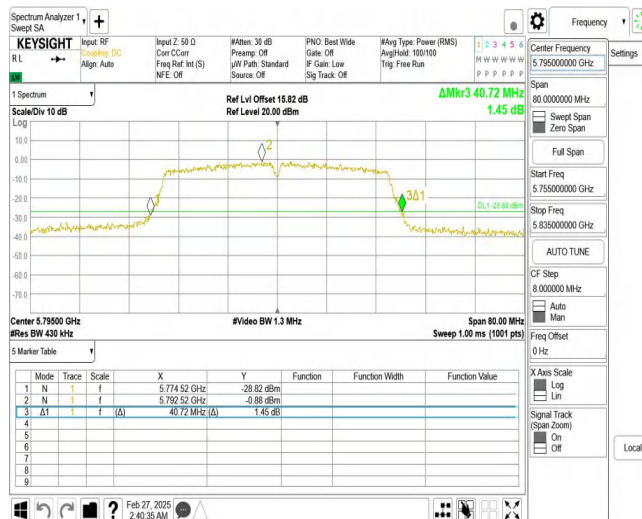 Spectrum Analyzer 1
Swept SA
Frequency
KEYSIGHT
Input: RF
Input Z: 50 Ω
#Atten: 30 dB
PNO: Best Wide
#Avg Type: Power (RMS)
1 2 3 4 5 6
RL
Coupling: DC
Corr CCorr
Preamp: Off
Gate: Off
Avg|Hold: 100/100
M W W W W W
Align: Auto
Freq Ref: Int (S)
µW Path: Standard
IF Gain: Low
Trig: Free Run
P P P P P P
NFE: Off
Source: Off
Sig Track: Off
Center Frequency
5.795000000 GHz
Settings
Span
80.0000000 MHz
Swept Span
Zero Span
Full Span
Start Freq
5.755000000 GHz
Stop Freq
5.835000000 GHz
AUTO TUNE
CF Step
8.000000 MHz
Auto
Man
Freq Offset
0 Hz
X Axis Scale
Log
Lin
Signal Track
(Span Zoom)
On
Off
Local
1 Spectrum
Ref Lvl Offset 15.82 dB
ΔMkr3 40.72 MHz
Scale/Div 10 dB
Ref Level 20.00 dBm
1.45 dB
Log
10.0
0.00
-10.0
-20.0
-30.0
-40.0
-50.0
-60.0
-70.0
2
1
3Δ1
DL1 -26.88 dBm
Center 5.79500 GHz
#Video BW 1.3 MHz
Span 80.00 MHz
#Res BW 430 kHz
Sweep 1.00 ms (1001 pts)
5 Marker Table
Mode Trace Scale X Y Function Function Width Function Value
1 N 1 f 5.774 52 GHz -28.82 dBm
2 N 1 f 5.792 52 GHz -0.88 dBm
3 Δ1 1 f (Δ) 40.72 MHz (Δ) 1.45 dB
4
5
6
7
8
9
?
Feb 27, 2025
2:40:35 AM